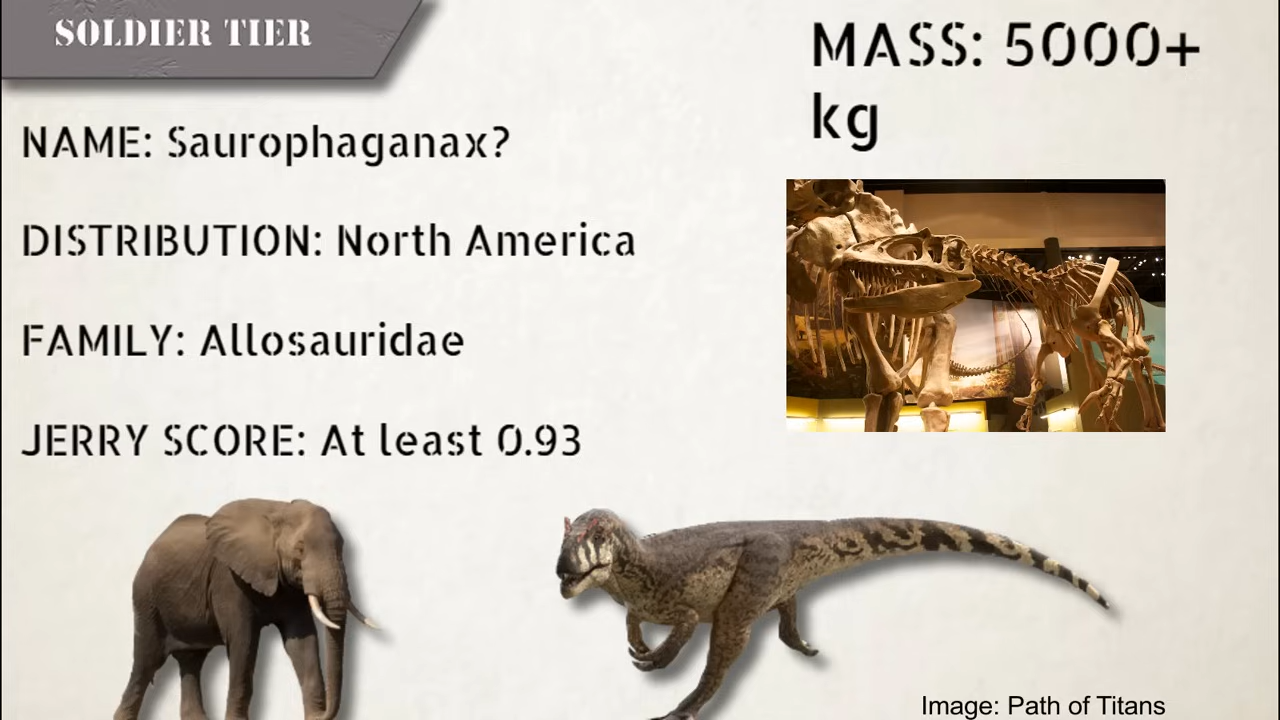 SOLDIER TIER
MASS: 5000+
kg
NAME: Saurophaganax?
DISTRIBUTION: North America
FAMILY: Allosauridae
JERRY SCORE: At least 0.93
Image: Path of Titans